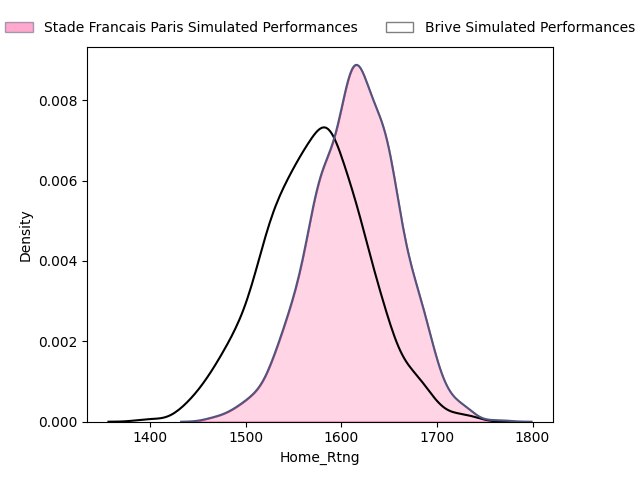 Stade Francais Paris Simulated Performances
Brive Simulated Performances
Density
0.008
0.006
0.004
0.002
0.000
1400
1500
1600
1700
1800
Home_Rtng